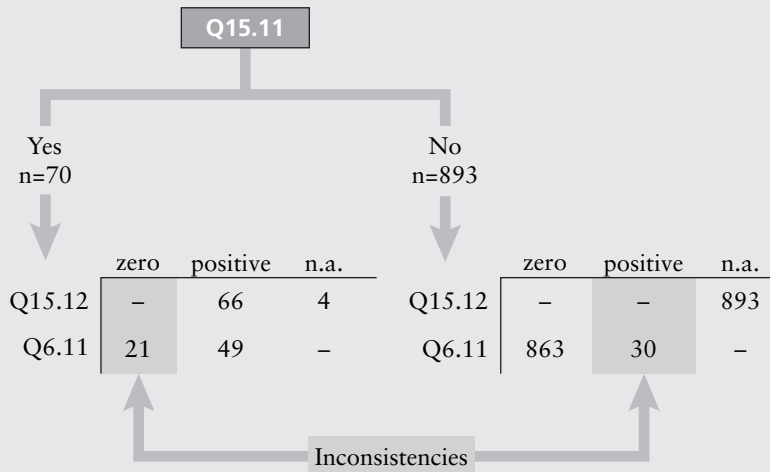 Q15.11
Yes
n=70
No
n=893
zero positive n.a.
Q15.12 – 66 4
Q6.11 21 49 –
zero positive n.a.
Q15.12 – – 893
Q6.11 863 30 –
Inconsistencies